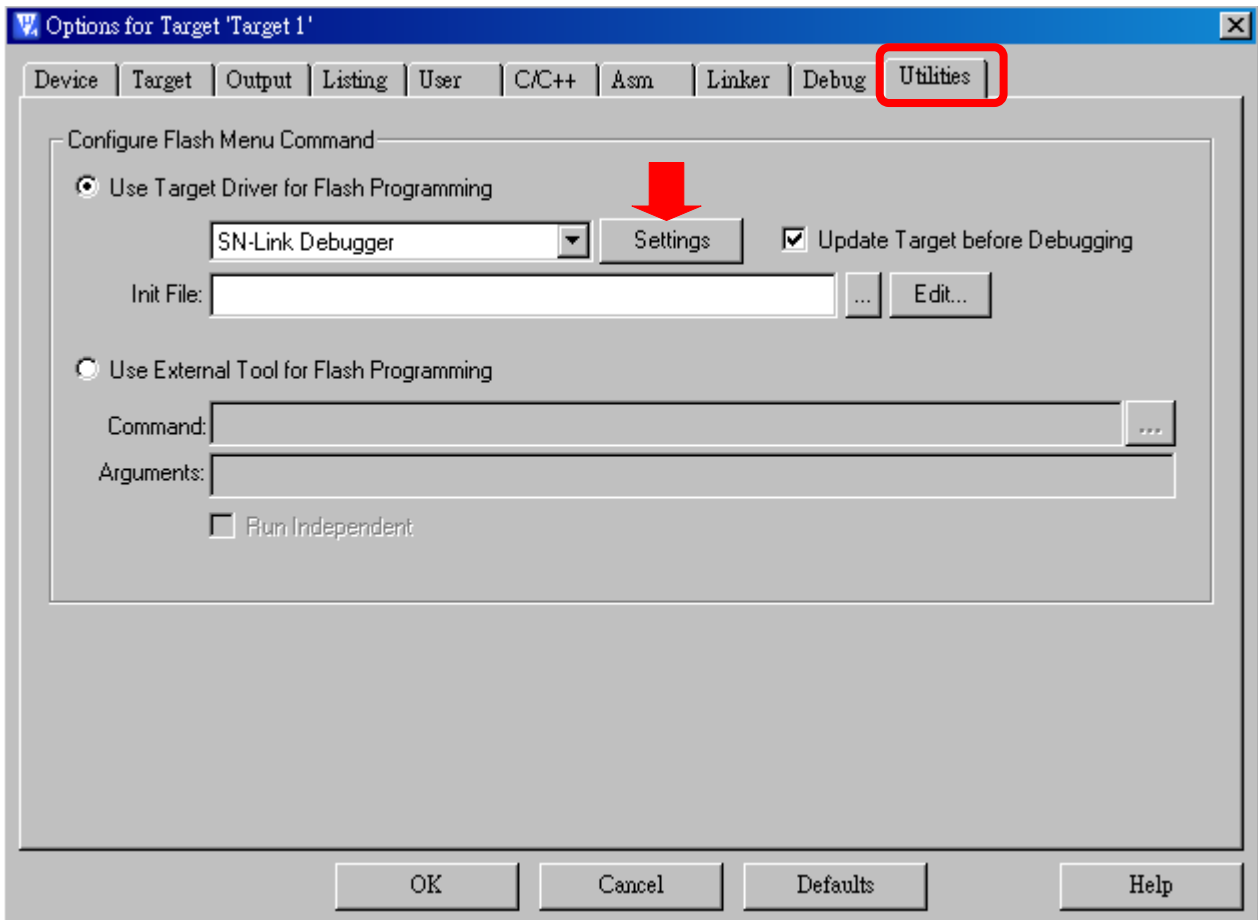 Options for Target 'Target 1'
Device Target Output Listing User C/C++ Asm Linker Debug Utilities
Configure Flash Menu Command
Use Target Driver for Flash Programming
SN-Link Debugger Settings Update Target before Debugging
Init File: ... Edit...
Use External Tool for Flash Programming
Command: ...
Arguments:
Run Independent
OK Cancel Defaults Help